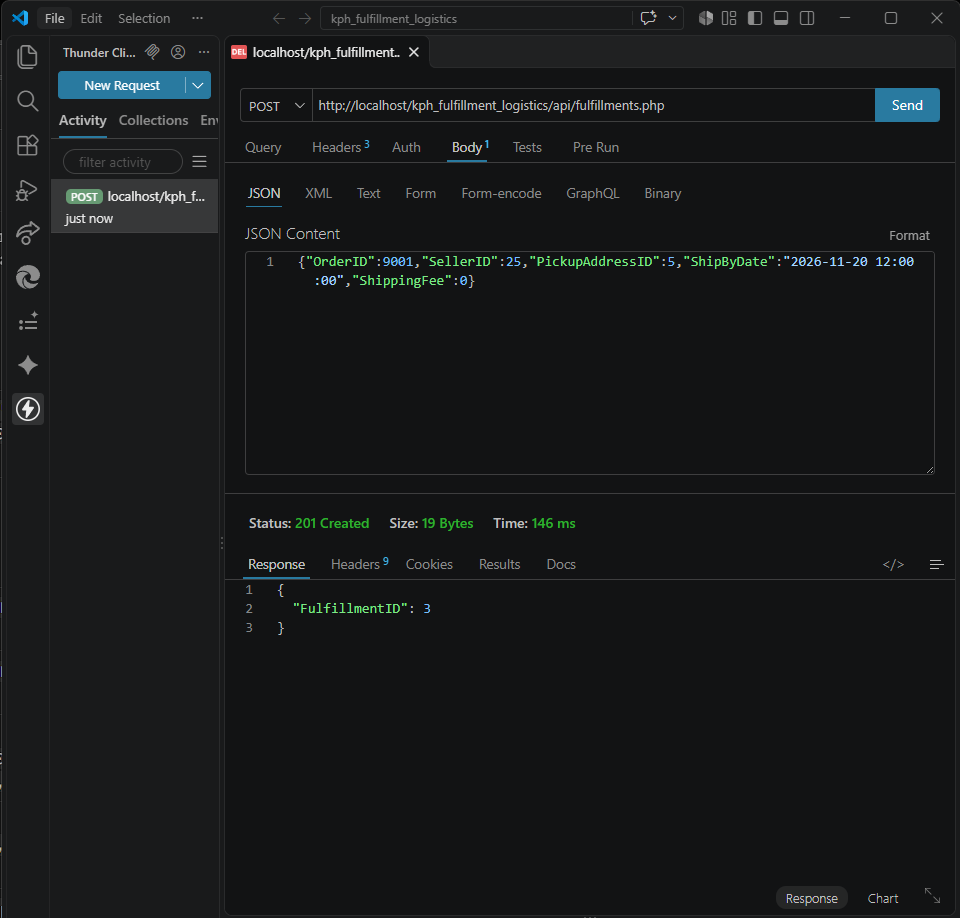 File Edit Selection ··· kph_fulfillment_logistics
Thunder Cli... ···
New Request
Activity Collections Env
filter activity
POST localhost/kph_f...
just now
DEL localhost/kph_fulfillment..
POST http://localhost/kph_fulfillment_logistics/api/fulfillments.php Send
Query Headers 3 Auth Body 1 Tests Pre Run
JSON XML Text Form Form-encode GraphQL Binary
JSON Content Format
1 {"OrderID":9001,"SellerID":25,"PickupAddressID":5,"ShipByDate":"2026-11-20 12:00
:00","ShippingFee":0}
Status: 201 Created Size: 19 Bytes Time: 146 ms
Response Headers 9 Cookies Results Docs </>
1 {
2 "FulfillmentID": 3
3 }
Response Chart